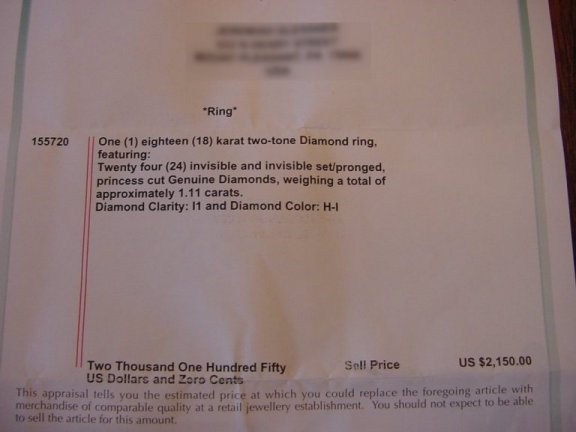 *Ring*
155720 One (1) eighteen (18) karat two-tone Diamond ring,
featuring:
Twenty four (24) invisible and invisible set/pronged,
princess cut Genuine Diamonds, weighing a total of
approximately 1.11 carats.
Diamond Clarity: I1 and Diamond Color: H-I
Two Thousand One Hundred Fifty Sell Price US $2,150.00
US Dollars and Zero Cents
This appraisal tells you the estimated price at which you could replace the foregoing article with
merchandise of comparable quality at a retail jewellery establishment. You should not expect to be able
to sell the article for this amount.